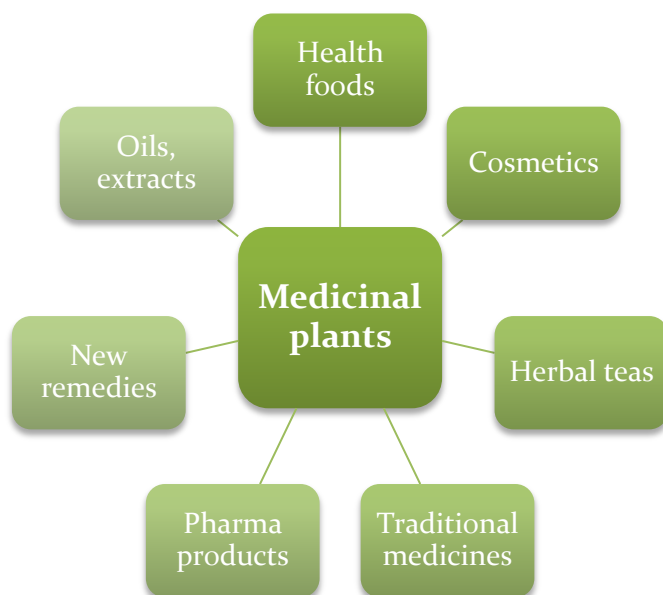 Health
foods
Oils,
extracts
Cosmetics
Medicinal
plants
New
remedies
Herbal teas
Pharma
products
Traditional
medicines